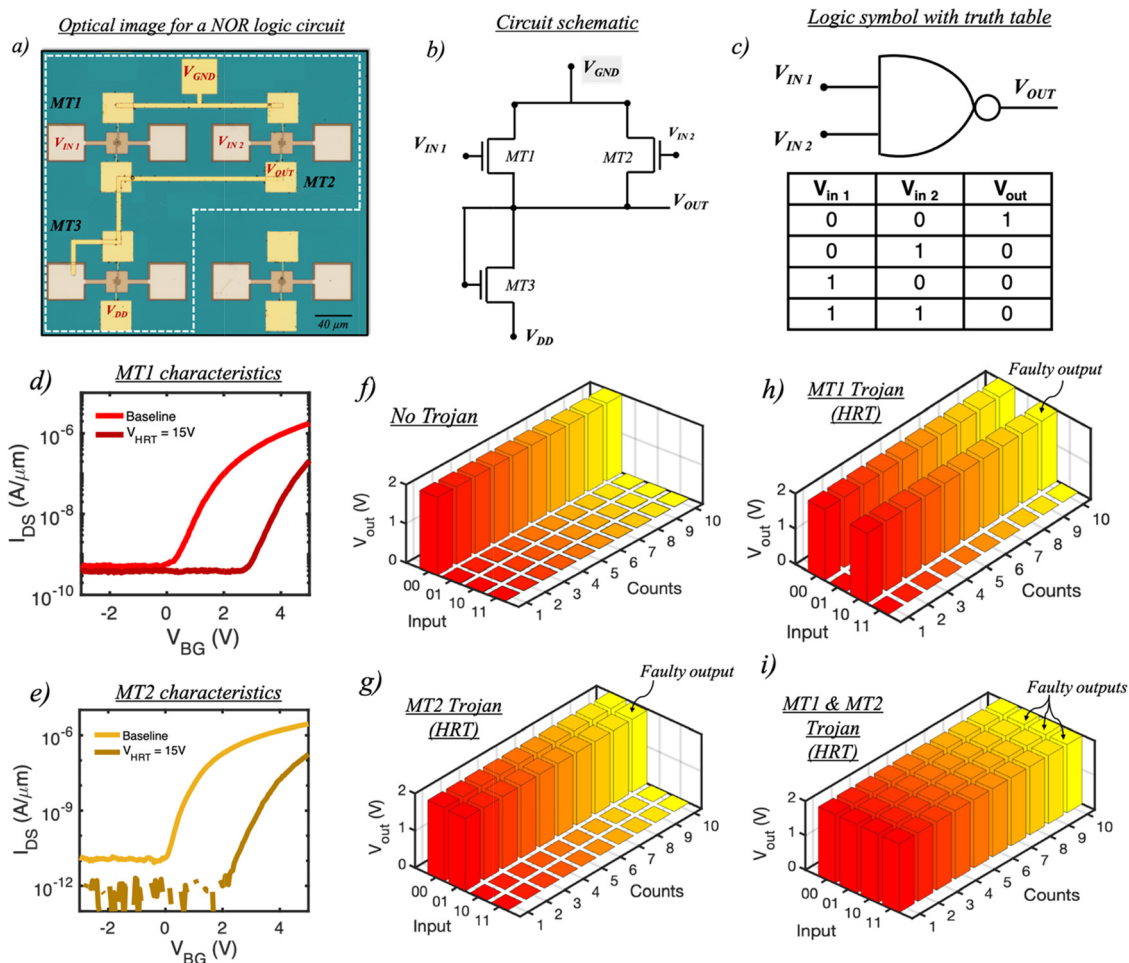 Optical image for a NOR logic circuit
a)
V_GND
MT1
V_IN 1
V_IN 2
V_OUT
MT2
MT3
V_DD
40 µm
Circuit schematic
b)
V_GND
V_IN 1
MT1
MT2
V_IN 2
V_OUT
MT3
V_DD
Logic symbol with truth table
c)
V_IN 1
V_IN 2
V_OUT
V_in 1 V_in 2 V_out
0 0 1
0 1 0
1 0 0
1 1 0
d)
MT1 characteristics
Baseline
V_HRT = 15V
I_DS (A/µm)
10^-6
10^-8
10^-10
-2 0 2 4
V_BG (V)
e)
MT2 characteristics
Baseline
V_HRT = 15V
I_DS (A/µm)
10^-6
10^-9
10^-12
-2 0 2 4
V_BG (V)
f)
No Trojan
V_out (V)
2
1
0
00 01 10 11
Input
1 2 3 4 5 6 7 8 9 10
Counts
g)
MT2 Trojan
(HRT)
Faulty output
V_out (V)
2
1
0
00 01 10 11
Input
1 2 3 4 5 6 7 8 9 10
Counts
h)
MT1 Trojan
(HRT)
Faulty output
V_out (V)
2
1
0
00 01 10 11
Input
1 2 3 4 5 6 7 8 9 10
Counts
i)
MT1 & MT2
Trojan
(HRT)
Faulty outputs
V_out (V)
2
1
0
00 01 10 11
Input
1 2 3 4 5 6 7 8 9 10
Counts